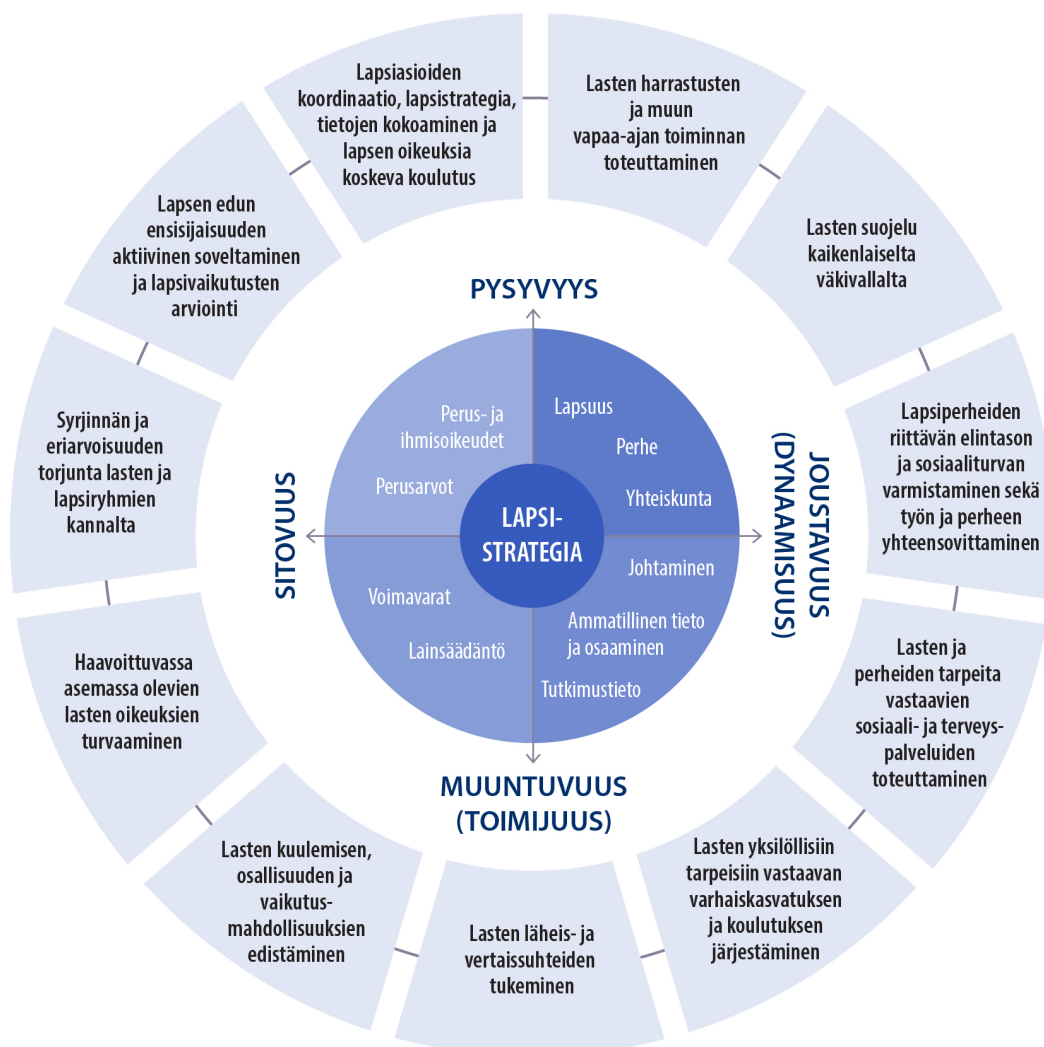 Lapsiasioiden
koordinaatio, lapsistrategia,
tietojen kokoaminen ja
lapsen oikeuksia
koskeva koulutus
Lasten harrastusten
ja muun
vapaa-ajan toiminnan
toteuttaminen
Lasten suojelu
kaikenlaiselta
väkivallalta
Lapsiperheiden
riittävän elintason
ja sosiaaliturvan
varmistaminen sekä
työn ja perheen
yhteensovittaminen
Lasten ja
perheiden tarpeita
vastaavien
sosiaali- ja terveys-
palveluiden
toteuttaminen
Lasten yksilöllisiin
tarpeisiin vastaavan
varhaiskasvatuksen
ja koulutuksen
järjestäminen
Lasten läheis- ja
vertaissuhteiden
tukeminen
Lasten kuulemisen,
osallisuuden ja
vaikutus-
mahdollisuuksien
edistäminen
Haavoittuvassa
asemassa olevien
lasten oikeuksien
turvaaminen
Syrjinnän ja
eriarvoisuuden
torjunta lasten ja
lapsiryhmien
kannalta
Lapsen edun
ensisijaisuuden
aktiivinen soveltaminen
ja lapsivaikutusten
arviointi
PYSYVYYS
JOUSTAVUUS
(DYNAAMISUUS)
MUUNTUVUUS
(TOIMIJUUS)
SITOVUUS
Perus- ja
ihmisoikeudet
Perusarvot
Lapsuus
Perhe
Yhteiskunta
LAPSI-
STRATEGIA
Voimavarat
Lainsäädäntö
Johtaminen
Ammatillinen tieto
ja osaaminen
Tutkimustieto